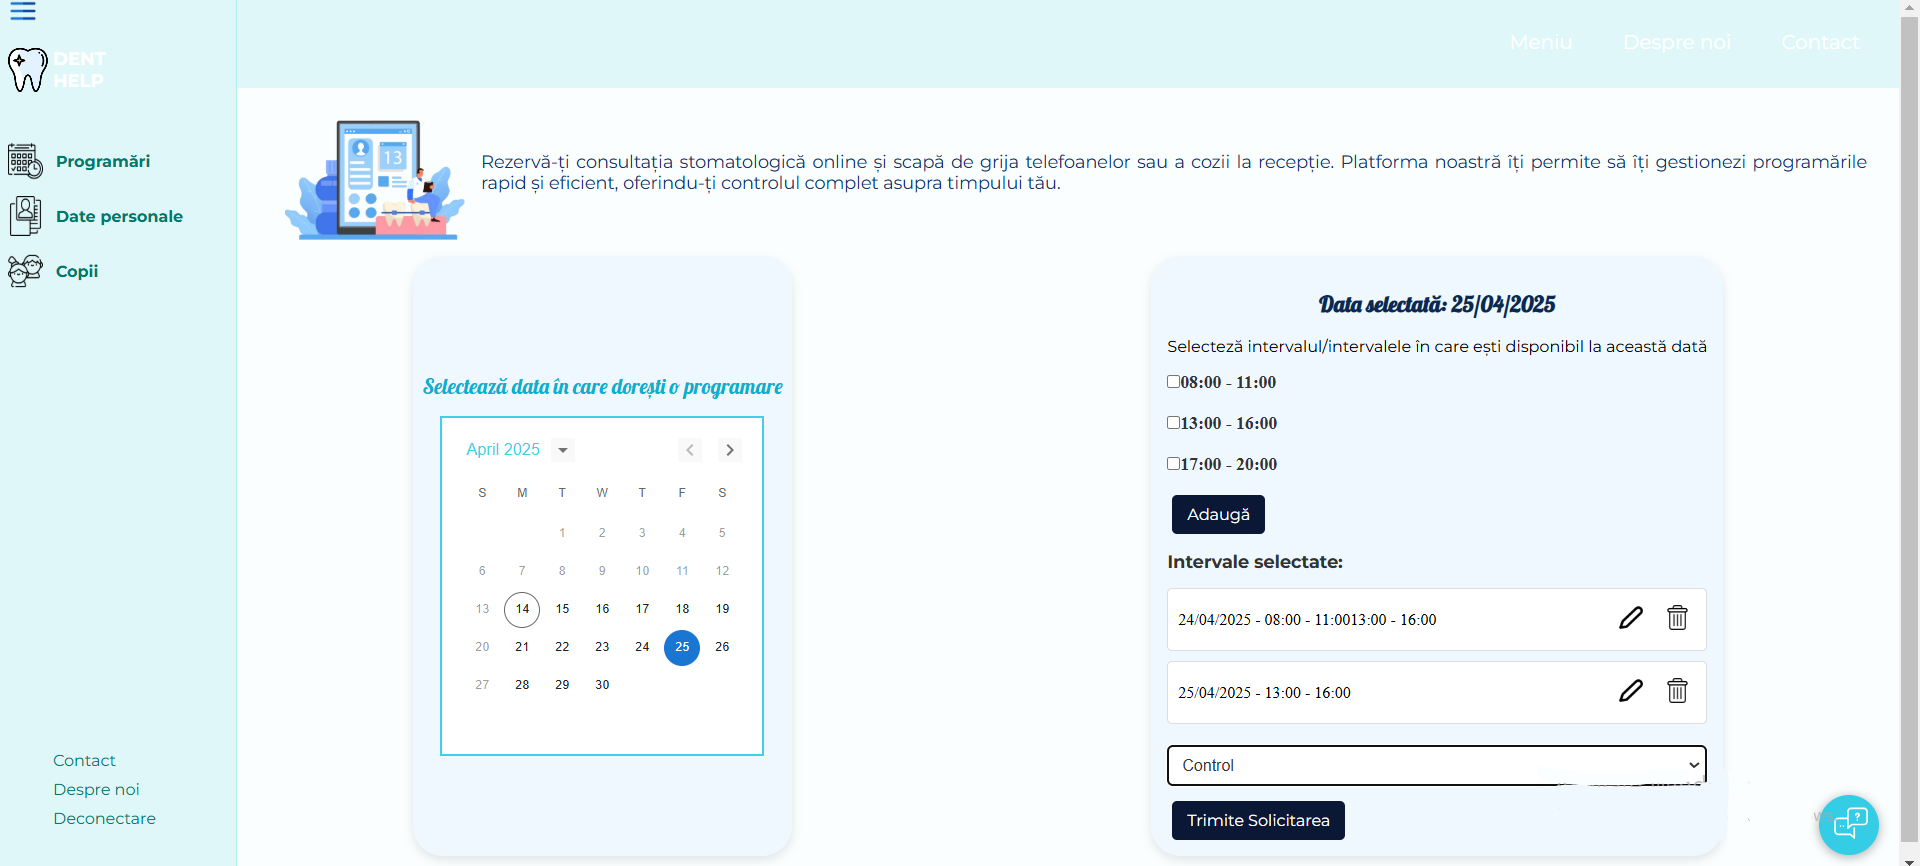 DENT
HELP
Meniu
Despre noi
Contact
Programări
Date personale
Copii
13
Rezervă-ți consultația stomatologică online și scapă de grija telefoanelor sau a cozii la recepție. Platforma noastră îți permite să îți gestionezi programările
rapid și eficient, oferindu-ți controlul complet asupra timpului tău.
Selectează data în care dorești o programare
April 2025
S M T W T F S
1 2 3 4 5
6 7 8 9 10 11 12
13 14 15 16 17 18 19
20 21 22 23 24 25 26
27 28 29 30
Data selectată: 25/04/2025
Selecteză intervalul/intervalele în care ești disponibil la această dată
08:00 - 11:00
13:00 - 16:00
17:00 - 20:00
Adaugă
Intervale selectate:
24/04/2025 - 08:00 - 11:0013:00 - 16:00
25/04/2025 - 13:00 - 16:00
Control
Trimite Solicitarea
Contact
Despre noi
Deconectare